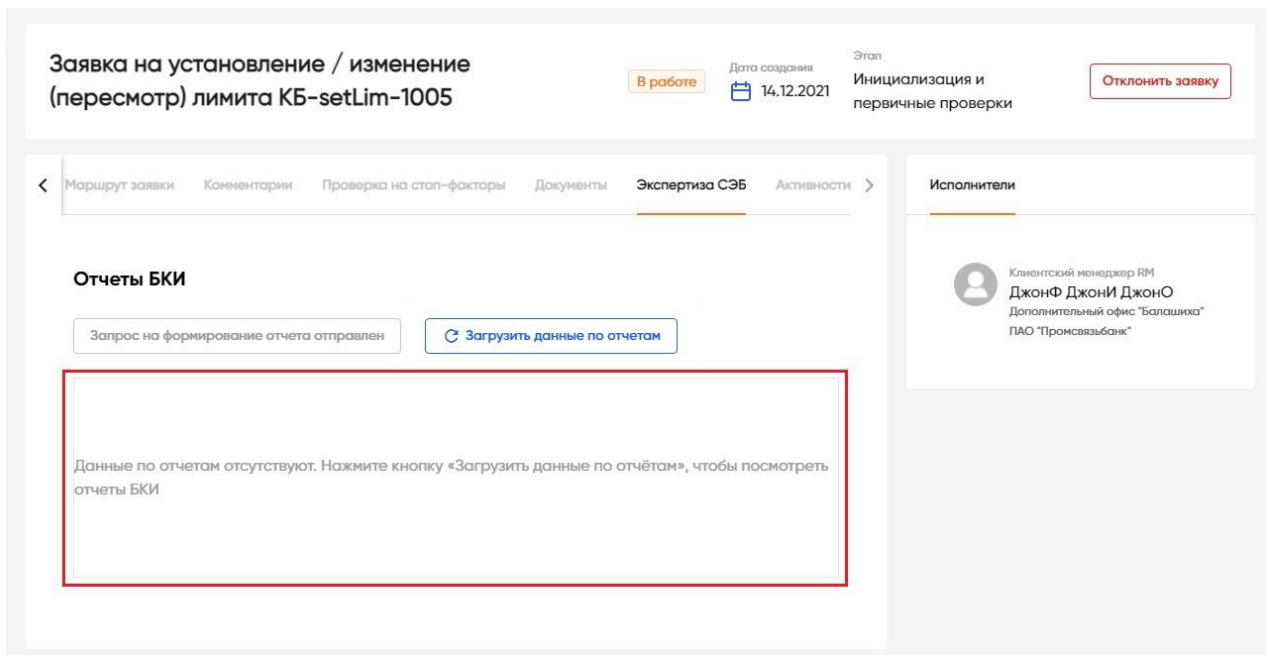 Заявка на установление / изменение
(пересмотр) лимита КБ-setLim-1005
В работе
Дата создания
14.12.2021
Этап
Инициализация и
первичные проверки
Отклонить заявку
Маршрут заявки
Комментарии
Проверка на стоп-факторы
Документы
Экспертиза СЭБ
Активности
Исполнители
Отчеты БКИ
Запрос на формирование отчета отправлен
Загрузить данные по отчетам
Данные по отчетам отсутствуют. Нажмите кнопку «Загрузить данные по отчётам», чтобы посмотреть
отчеты БКИ
Клиентский менеджер RM
ДжонФ ДжонИ ДжонО
Дополнительный офис "Балашиха"
ПАО "Промсвязьбанк"